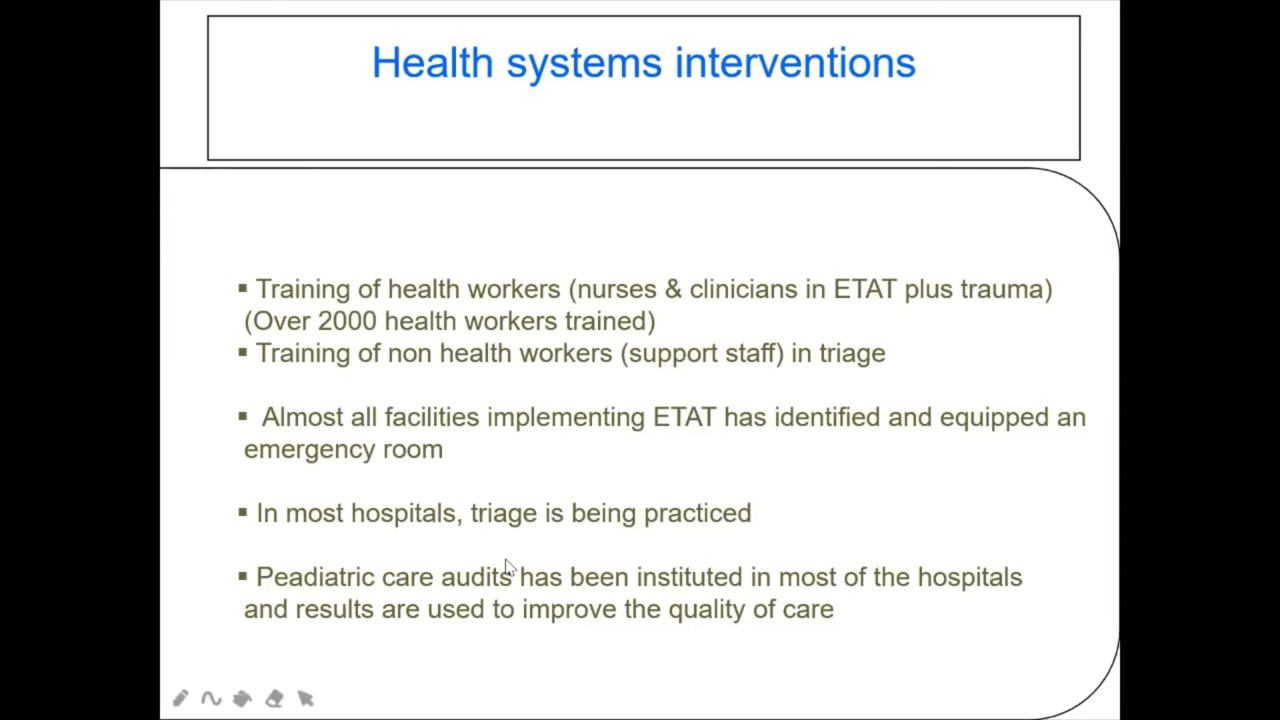 Health systems interventions
▪ Training of health workers (nurses & clinicians in ETAT plus trauma)
(Over 2000 health workers trained)
▪ Training of non health workers (support staff) in triage
▪ Almost all facilities implementing ETAT has identified and equipped an
emergency room
▪ In most hospitals, triage is being practiced
▪ Peadiatric care audits has been instituted in most of the hospitals
and results are used to improve the quality of care